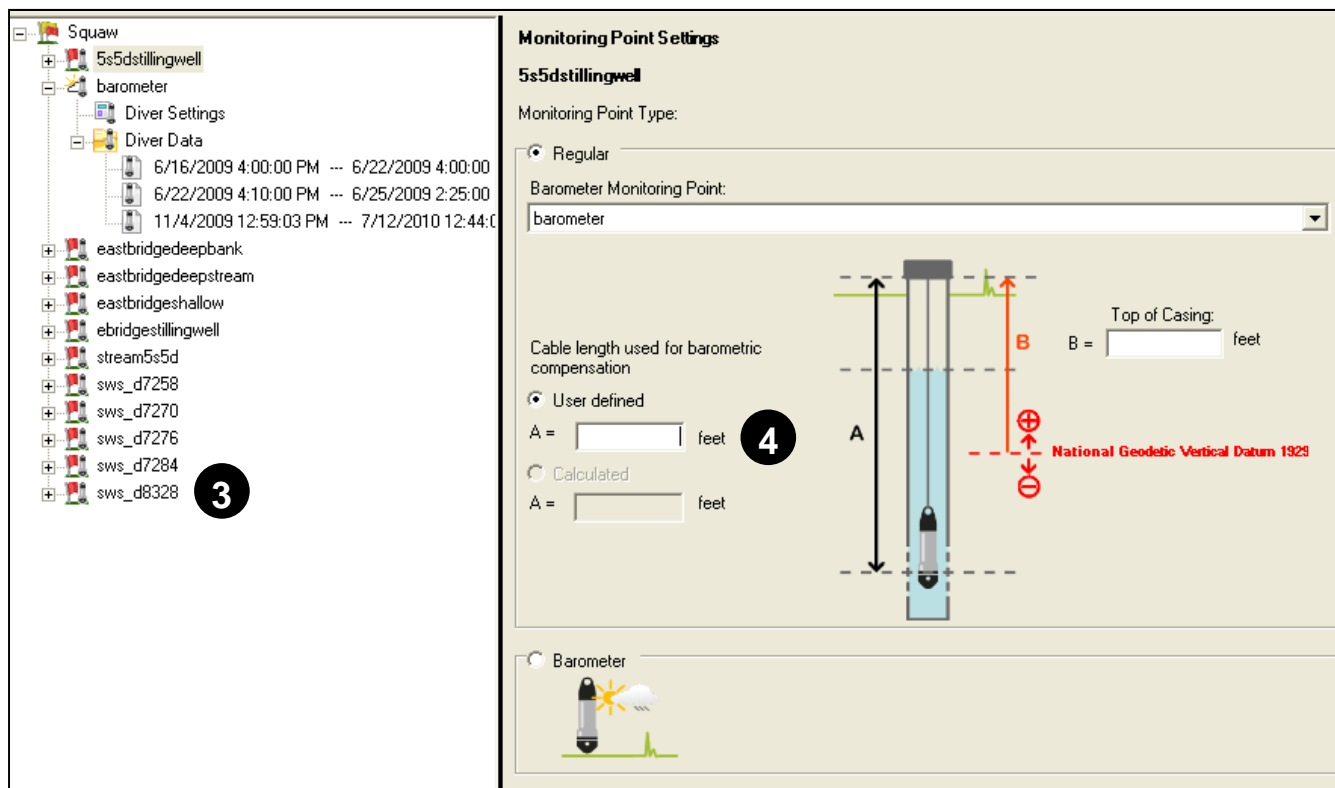 Squaw
5s5dstillingwell
barometer
Diver Settings
Diver Data
6/16/2009 4:00:00 PM --- 6/22/2009 4:00:00
6/22/2009 4:10:00 PM --- 6/25/2009 2:25:00
11/4/2009 12:59:03 PM --- 7/12/2010 12:44:0
eastbridgedeepbank
eastbridgedeepstream
eastbridgeshallow
ebridgestillingwell
stream5s5d
sws_d7258
sws_d7270
sws_d7276
sws_d7284
sws_d8328
3
Monitoring Point Settings
5s5dstillingwell
Monitoring Point Type:
Regular
Barometer Monitoring Point:
barometer
Cable length used for barometric
compensation
User defined
A = feet
4
Calculated
A = feet
A
B
Top of Casing:
B = feet
National Geodetic Vertical Datum 1929
Barometer